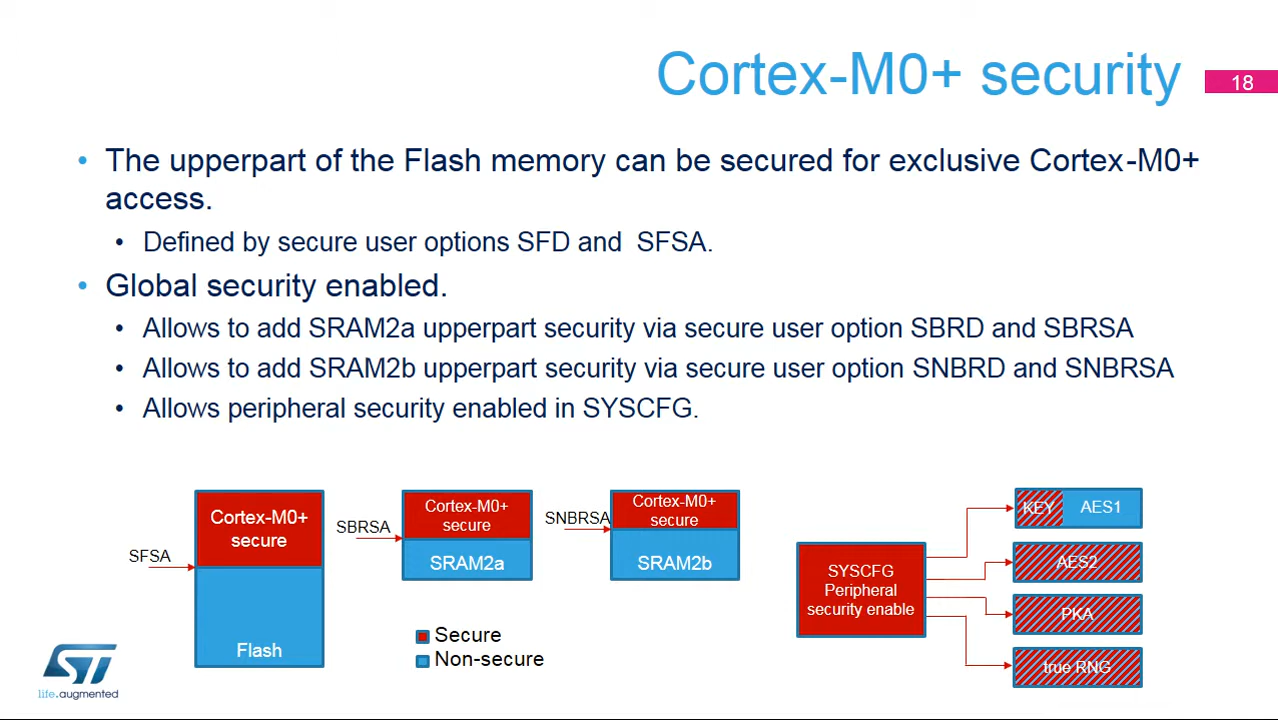 Cortex-M0+ security
18
• The upperpart of the Flash memory can be secured for exclusive Cortex-M0+
access.
• Defined by secure user options SFD and SFSA.
• Global security enabled.
• Allows to add SRAM2a upperpart security via secure user option SBRD and SBRSA
• Allows to add SRAM2b upperpart security via secure user option SNBRD and SNBRSA
• Allows peripheral security enabled in SYSCFG.
SFSA
Cortex-M0+
secure
Flash
SBRSA
Cortex-M0+
secure
SRAM2a
SNBRSA
Cortex-M0+
secure
SRAM2b
Secure
Non-secure
SYSCFG
Peripheral
security enable
KEY
AES1
AES2
PKA
true RNG
ST
life.augmented